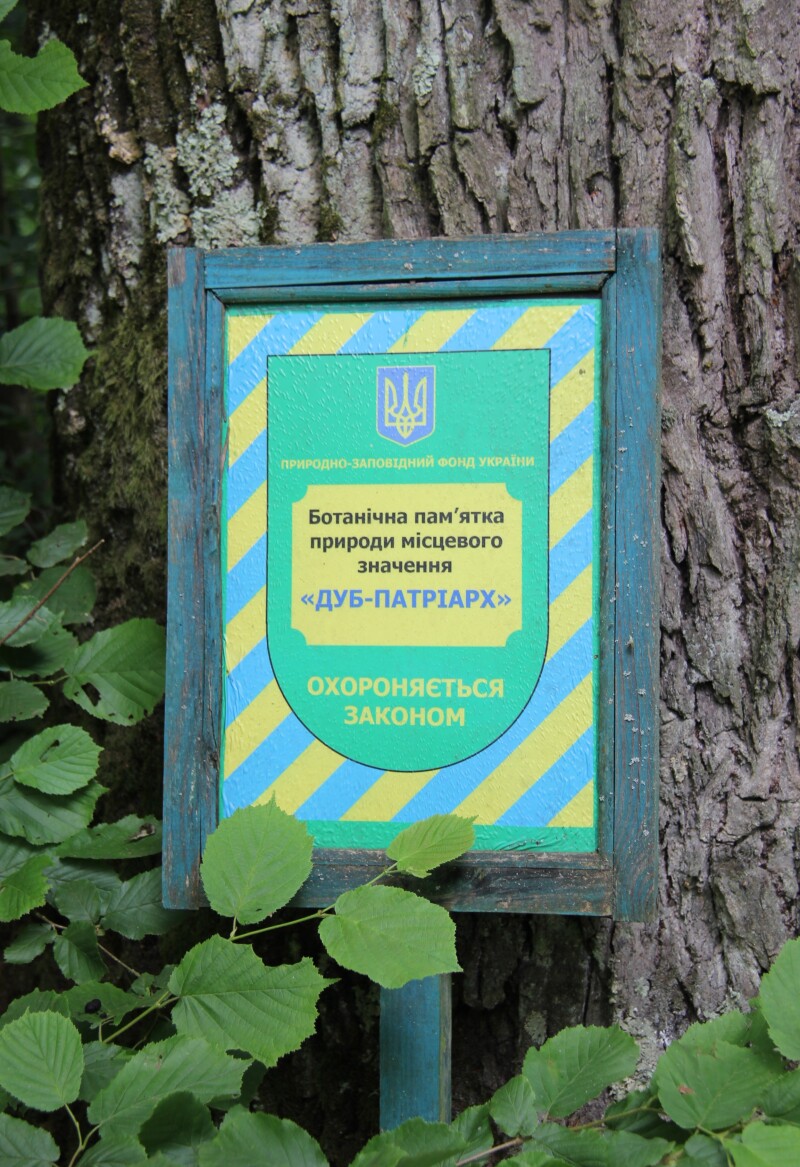 ПРИРОДНО-ЗАПОВІДНИЙ ФОНД УКРАЇНИ
Ботанічна пам’ятка
природи місцевого
значення
«ДУБ-ПАТРІАРХ»
ОХОРОНЯЄТЬСЯ
ЗАКОНОМ